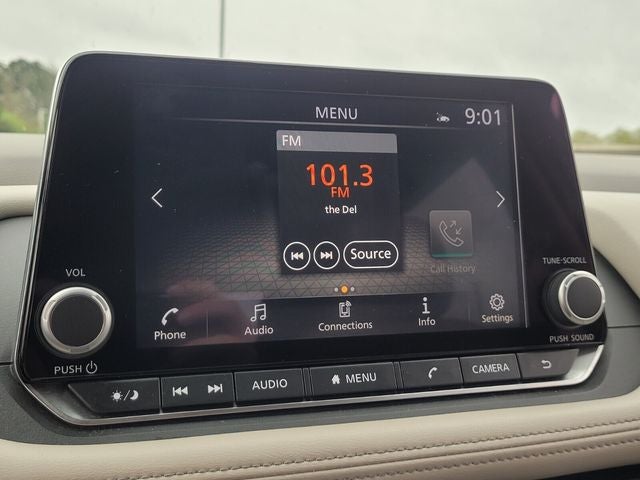 MENU
9:01
FM
101.3
FM
the Del
Source
Call History
Phone
Audio
Connections
Info
Settings
VOL
PUSH
TUNE·SCROLL
PUSH SOUND
AUDIO
MENU
CAMERA